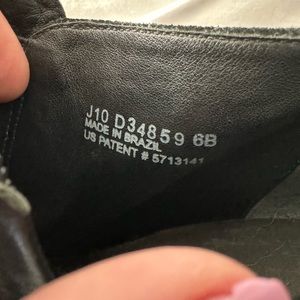 J10 D34859 6B
MADE IN BRAZIL
US PATENT # 5713141